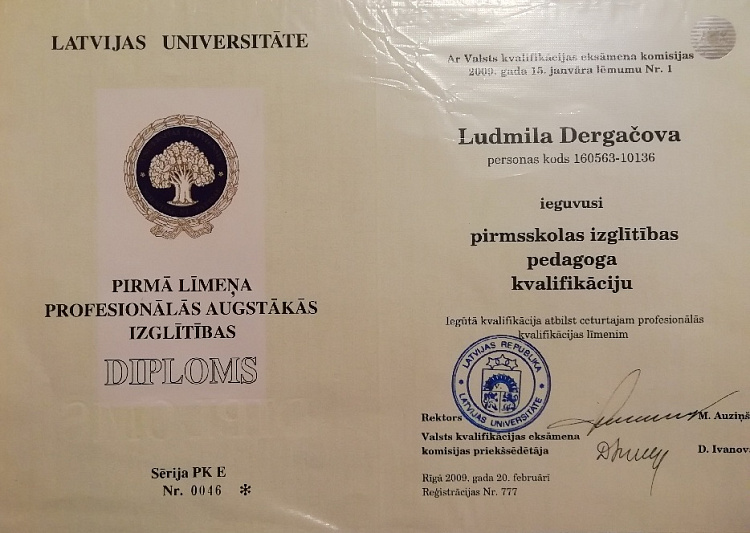 LATVIJAS UNIVERSITĀTE
PIRMĀ LĪMEŅA
PROFESIONĀLĀS AUGSTĀKĀS
IZGLĪTĪBAS
DIPLOMS
Sērija PK E
Nr. 0046 *
Ar Valsts kvalifikācijas eksāmena komisijas
2009. gada 15. janvāra lēmumu Nr. 1
Ludmila Dergačova
personas kods 160563-10136
ieguvusi
pirmsskolas izglītības
pedagoga
kvalifikāciju
Iegūtā kvalifikācija atbilst ceturtajam profesionālās
kvalifikācijas līmenim
LATVIJAS REPUBLIKA
LATVIJAS UNIVERSITĀTE
Rektors
M. Auziņš
Valsts kvalifikācijas eksāmena
komisijas priekšsēdētāja
D. Ivanova
Rīgā 2009. gada 20. februārī
Reģistrācijas Nr. 777